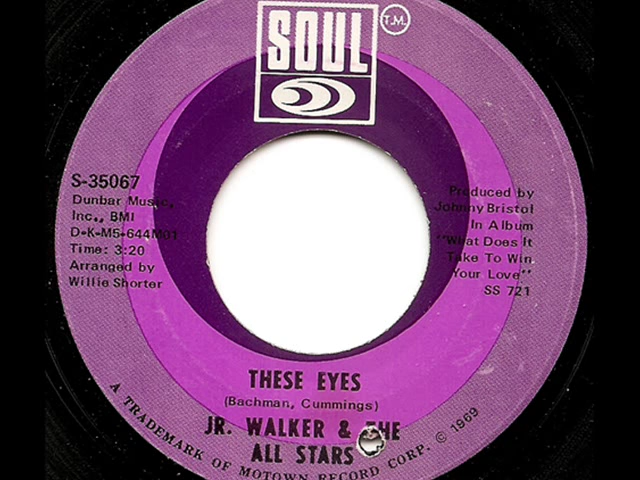 SOUL
T.M.
S-35067
Dunbar Music,
Inc., BMI
D-K-M5-644M01
Time: 3:20
Arranged by
Willie Shorter
Produced by
Johnny Bristol
In Album
"What Does It
Take To Win
Your Love"
SS 721
THESE EYES
(Bachman, Cummings)
JR. WALKER & THE
ALL STARS
A TRADEMARK OF MOTOWN RECORD CORP. © 1969